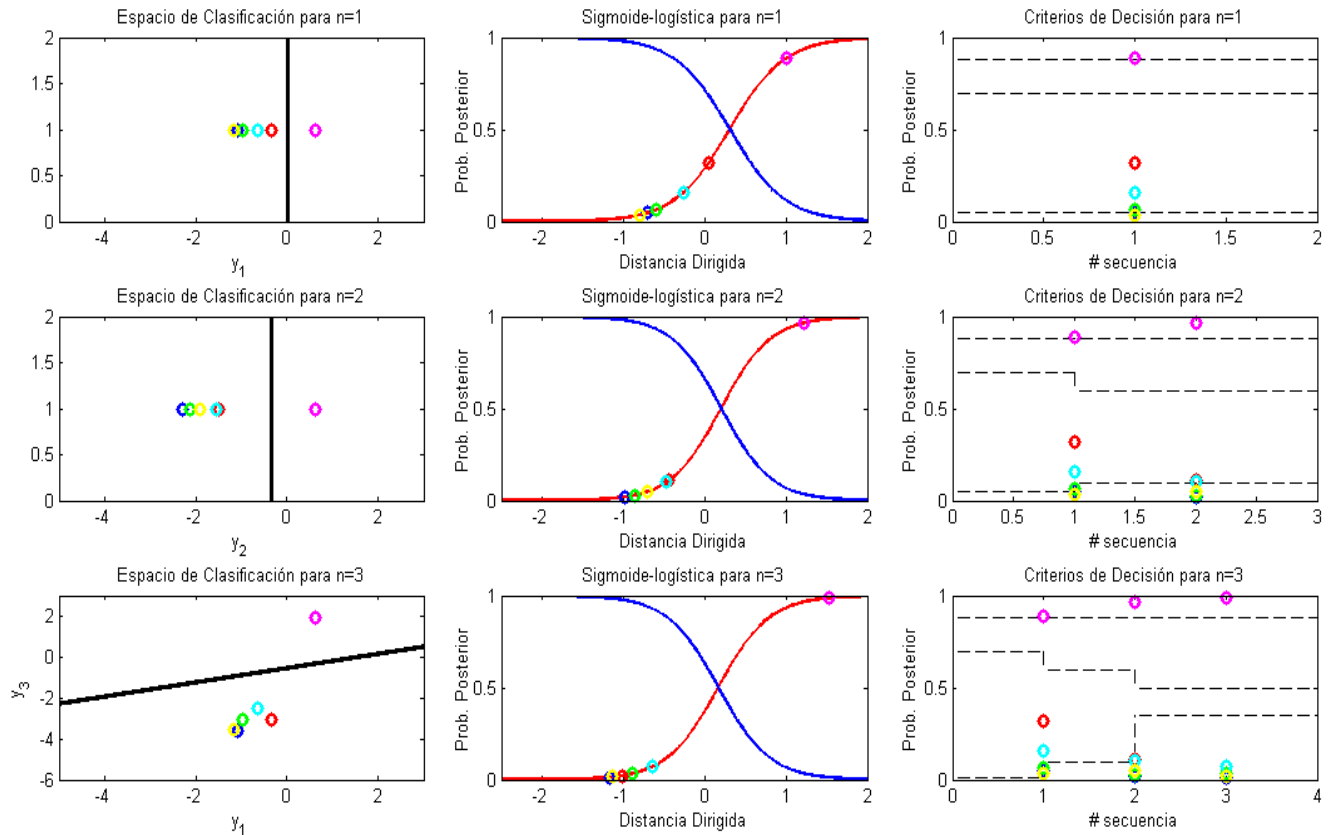 Espacio de Clasificación para n=1
2
1.5
1
0.5
0
-4 -2 0 2
y_1
Sigmoide-logística para n=1
Prob. Posterior
1
0.5
0
-2 -1 0 1 2
Distancia Dirigida
Criterios de Decisión para n=1
Prob. Posterior
1
0.5
0
0 0.5 1 1.5 2
# secuencia
Espacio de Clasificación para n=2
2
1.5
1
0.5
0
-4 -2 0 2
y_2
Sigmoide-logística para n=2
Prob. Posterior
1
0.5
0
-2 -1 0 1 2
Distancia Dirigida
Criterios de Decisión para n=2
Prob. Posterior
1
0.5
0
0 0.5 1 1.5 2 2.5 3
# secuencia
Espacio de Clasificación para n=3
y_3
2
0
-2
-4
-6
-4 -2 0 2
y_1
Sigmoide-logística para n=3
Prob. Posterior
1
0.5
0
-2 -1 0 1 2
Distancia Dirigida
Criterios de Decisión para n=3
Prob. Posterior
1
0.5
0
0 1 2 3 4
# secuencia